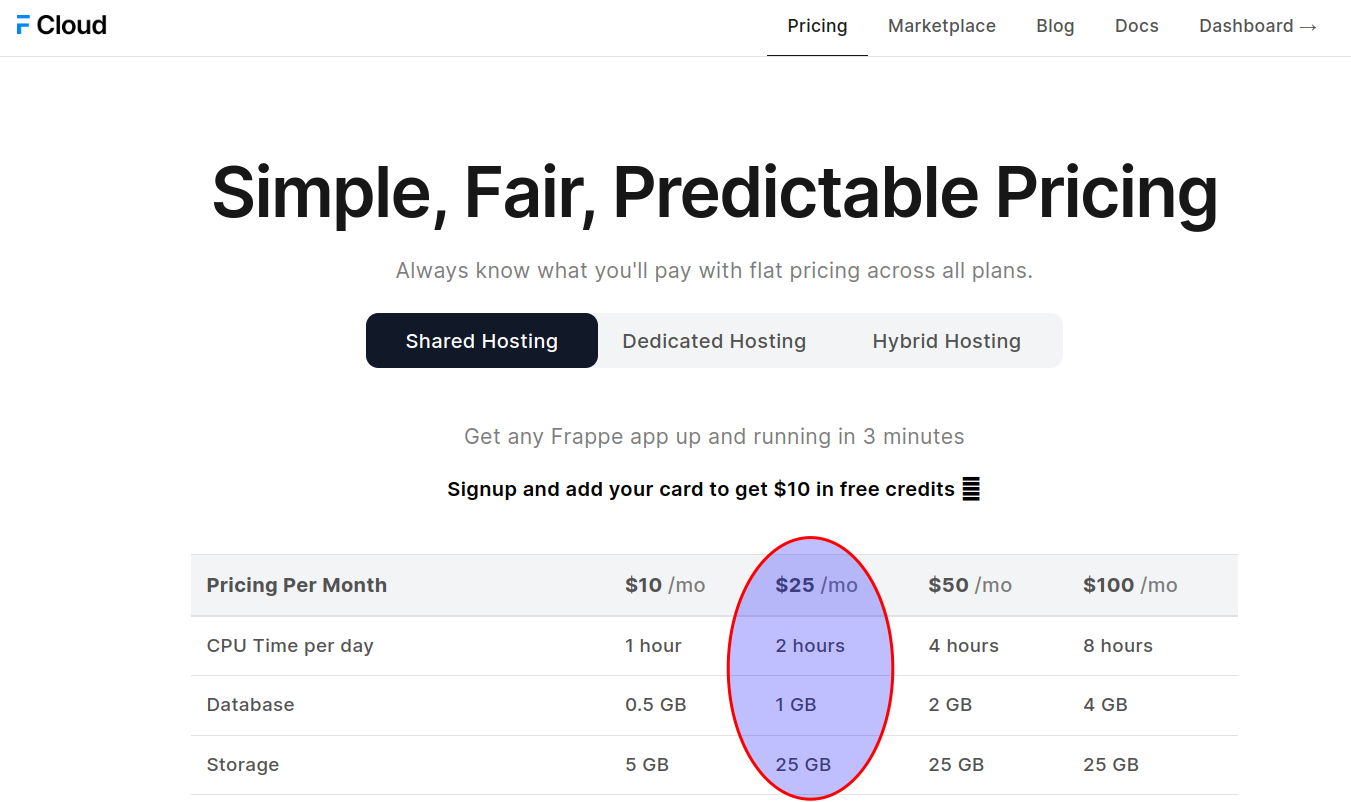 F Cloud
Pricing Marketplace Blog Docs Dashboard →
Simple, Fair, Predictable Pricing
Always know what you'll pay with flat pricing across all plans.
Shared Hosting Dedicated Hosting Hybrid Hosting
Get any Frappe app up and running in 3 minutes
Signup and add your card to get $10 in free credits
Pricing Per Month $10 /mo $25 /mo $50 /mo $100 /mo
CPU Time per day 1 hour 2 hours 4 hours 8 hours
Database 0.5 GB 1 GB 2 GB 4 GB
Storage 5 GB 25 GB 25 GB 25 GB